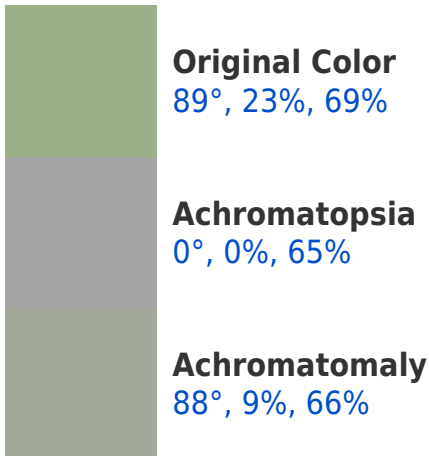 Original Color
89°, 23%, 69%
Achromatopsia
0°, 0%, 65%
Achromatomaly
88°, 9%, 66%